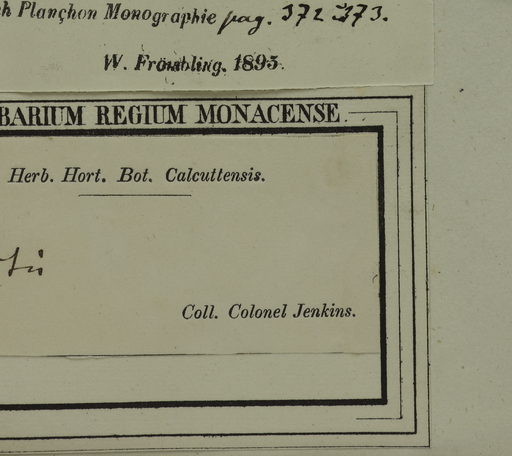 h Planchon Monographie pag. 372 373.
W. Frömbling. 1895.
BARIUM REGIUM MONACENSE
Herb. Hort. Bot. Calcuttensis.
Coll. Colonel Jenkins.